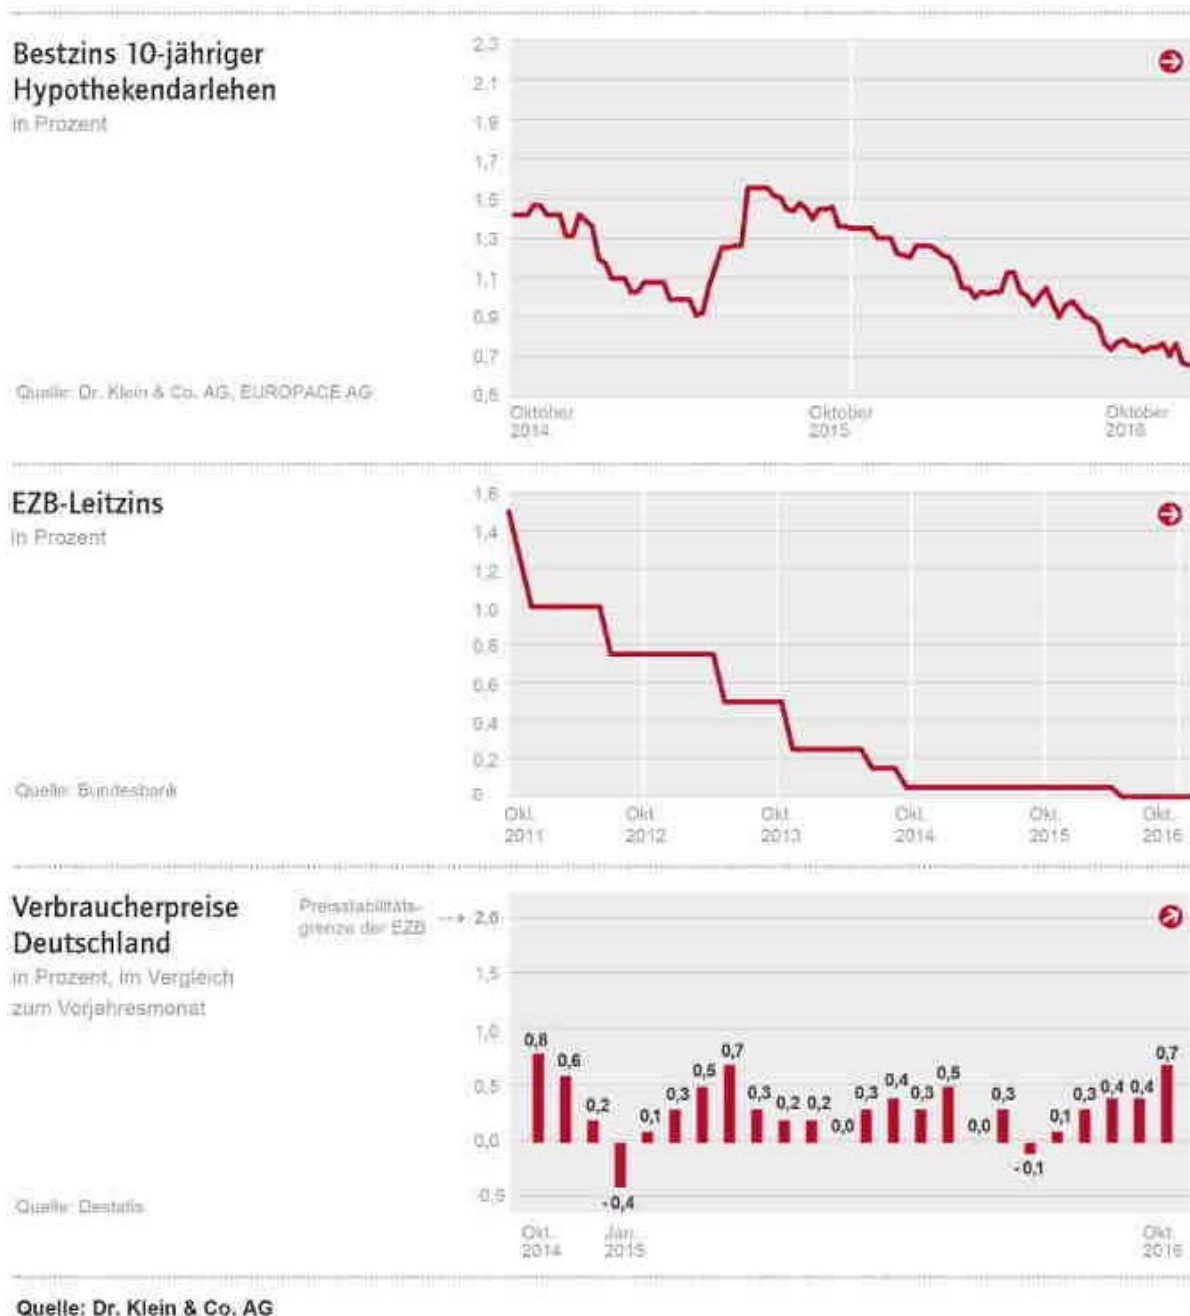 Bestzins 10-jähriger
Hypothekendarlehen
in Prozent
2,3
2,1
1,9
1,7
1,5
1,3
1,1
0,9
0,7
0,5
Quelle: Dr. Klein & Co. AG, EUROPACE AG
Oktober
2014
Oktober
2015
Oktober
2016
EZB-Leitzins
in Prozent
1,6
1,4
1,2
1,0
0,8
0,6
0,4
0,2
0
Quelle: Bundesbank
Okt.
2011
Okt.
2012
Okt.
2013
Okt.
2014
Okt.
2015
Okt.
2016
Verbraucherpreise
Deutschland
in Prozent, im Vergleich
zum Vorjahresmonat
Preisstabilitäts-
grenze der EZB
2,0
1,5
1,0
0,5
0,0
-0,5
0,8
0,6
0,2
-0,4
0,1
0,3
0,5
0,7
0,3
0,2
0,2
0,0
0,3
0,4
0,3
0,5
0,0
0,3
-0,1
0,1
0,3
0,4
0,4
0,7
Quelle: Destatis
Okt.
2014
Jan.
2015
Okt.
2016
Quelle: Dr. Klein & Co. AG